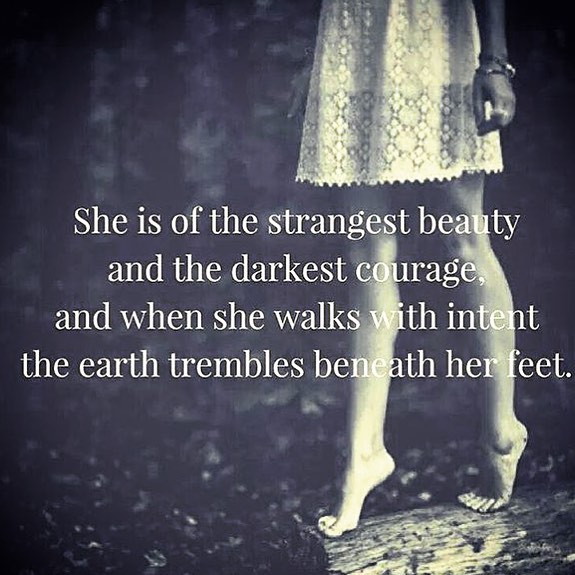 She is of the strangest beauty
and the darkest courage,
and when she walks with intent
the earth trembles beneath her feet.